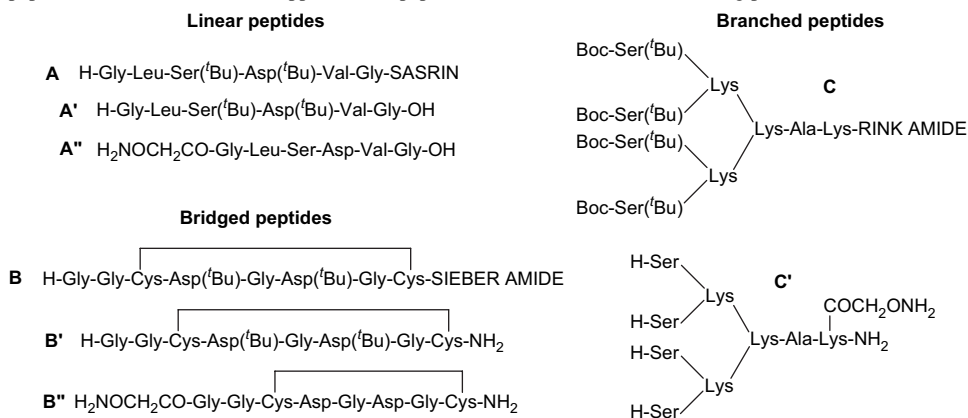 Linear peptides
A H-Gly-Leu-Ser(tBu)-Asp(tBu)-Val-Gly-SASRIN
A' H-Gly-Leu-Ser(tBu)-Asp(tBu)-Val-Gly-OH
A" H2NOCH2CO-Gly-Leu-Ser-Asp-Val-Gly-OH
Bridged peptides
B H-Gly-Gly-Cys-Asp(tBu)-Gly-Asp(tBu)-Gly-Cys-SIEBER AMIDE
B' H-Gly-Gly-Cys-Asp(tBu)-Gly-Asp(tBu)-Gly-Cys-NH2
B" H2NOCH2CO-Gly-Gly-Cys-Asp-Gly-Asp-Gly-Cys-NH2
Branched peptides
Boc-Ser(tBu)
Lys
C
Boc-Ser(tBu)
Lys-Ala-Lys-RINK AMIDE
Boc-Ser(tBu)
Lys
Boc-Ser(tBu)
H-Ser
C'
Lys
COCH2ONH2
H-Ser
Lys-Ala-Lys-NH2
H-Ser
Lys
H-Ser